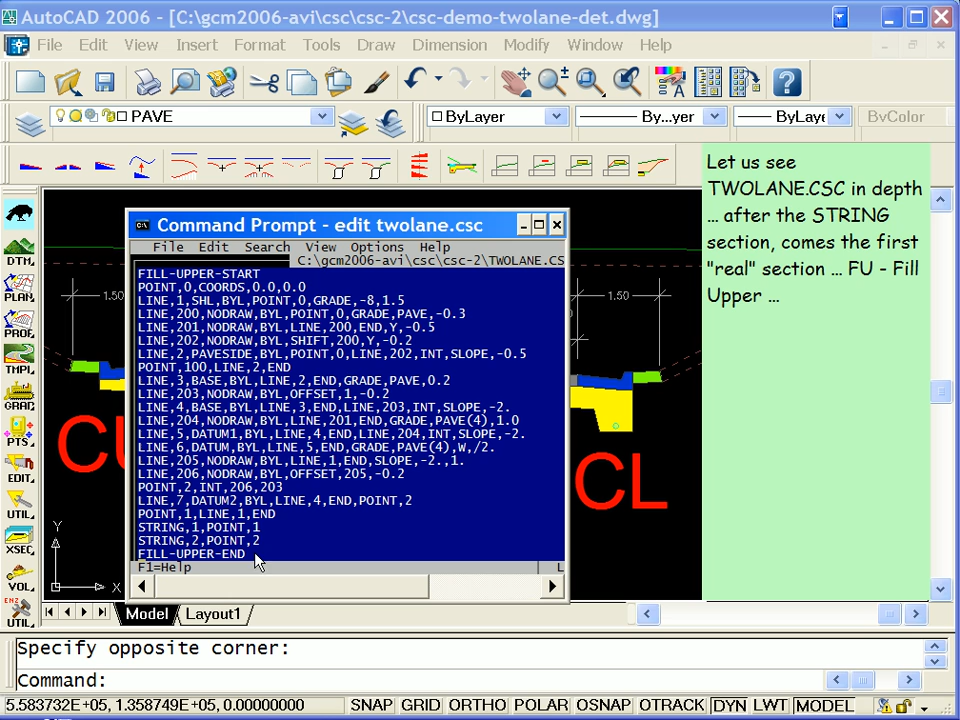 AutoCAD 2006 - [C:\gcm2006-avi\csc\csc-2\csc-demo-twolane-det.dwg]
File Edit View Insert Format Tools Draw Dimension Modify Window Help
PAVE
ByLayer
By...yer
ByLaye
ByColor
DTM
PLAN
PROF
TMPL
GRAD
PTS
EDIT
UTIL
XSEC
VOL
ENZ
UTIL
Let us see
TWOLANE.CSC in depth
... after the STRING
section, comes the first
"real" section ... FU - Fill
Upper ...
1.50
1.50
CU
CL
Y
X
Command Prompt - edit twolane.csc
File Edit Search View Options Help
C:\gcm2006-avi\csc\csc-2\TWOLANE.CS
FILL-UPPER-START
POINT,0,COORDS,0.0,0.0
LINE,1,SHL,BYL,POINT,0,GRADE,-8,1.5
LINE,200,NODRAW,BYL,POINT,0,GRADE,PAVE,-0.3
LINE,201,NODRAW,BYL,LINE,200,END,Y,-0.5
LINE,202,NODRAW,BYL,SHIFT,200,Y,-0.2
LINE,2,PAVESIDE,BYL,POINT,0,LINE,202,INT,SLOPE,-0.5
POINT,100,LINE,2,END
LINE,3,BASE,BYL,LINE,2,END,GRADE,PAVE,0.2
LINE,203,NODRAW,BYL,OFFSET,1,-0.2
LINE,4,BASE,BYL,LINE,3,END,LINE,203,INT,SLOPE,-2.
LINE,204,NODRAW,BYL,LINE,201,END,GRADE,PAVE(4),1.0
LINE,5,DATUM1,BYL,LINE,4,END,LINE,204,INT,SLOPE,-2.
LINE,6,DATUM,BYL,LINE,5,END,GRADE,PAVE(4),W,/2.
LINE,205,NODRAW,BYL,LINE,1,END,SLOPE,-2.,1.
LINE,206,NODRAW,BYL,OFFSET,205,-0.2
POINT,2,INT,206,203
LINE,7,DATUM2,BYL,LINE,4,END,POINT,2
POINT,1,LINE,1,END
STRING,1,POINT,1
STRING,2,POINT,2
FILL-UPPER-END
F1=Help L
Model Layout1
Specify opposite corner:
Command:
5.583732E+05, 1.358749E+05, 0.00000000 SNAP GRID ORTHO POLAR OSNAP OTRACK DYN LWT MODEL